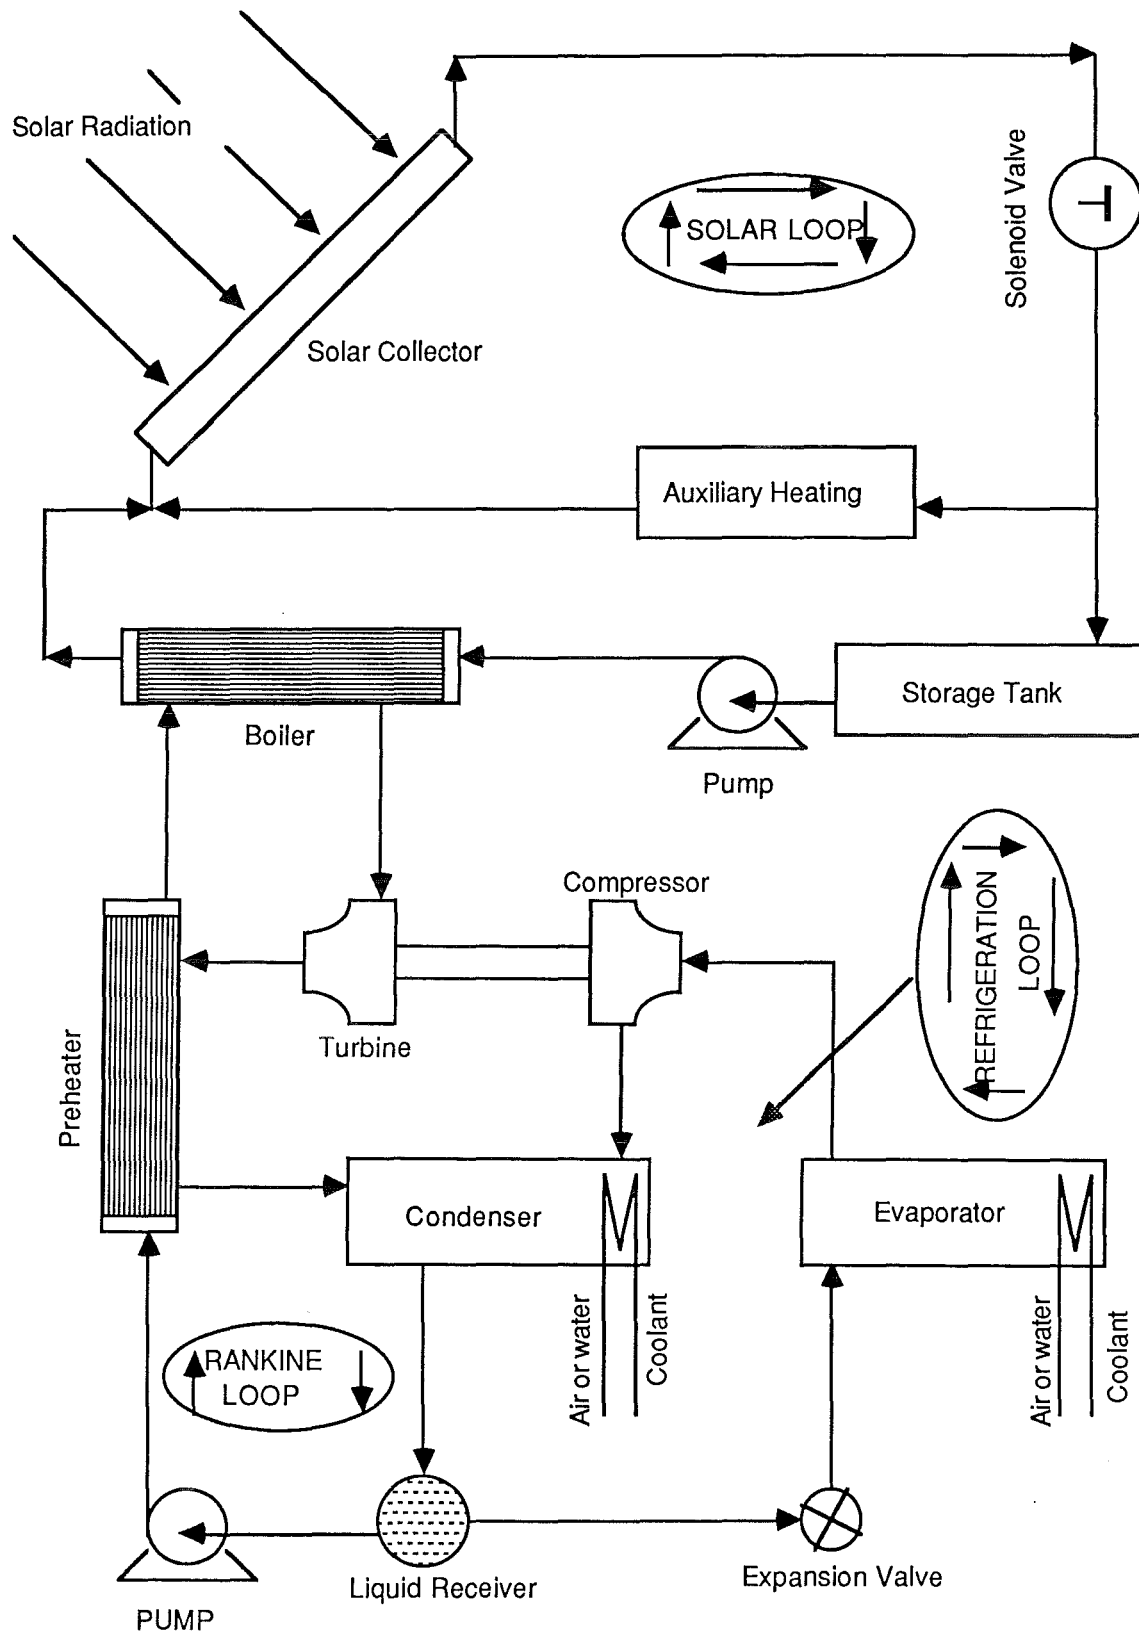 Solar Radiation
Solenoid Valve
SOLAR LOOP
Solar Collector
Auxiliary Heating
Storage Tank
Boiler
Pump
Compressor
REFRIGERATION
LOOP
Turbine
Preheater
Condenser
Evaporator
Air or water
Coolant
Air or water
Coolant
RANKINE
LOOP
Liquid Receiver
Expansion Valve
PUMP